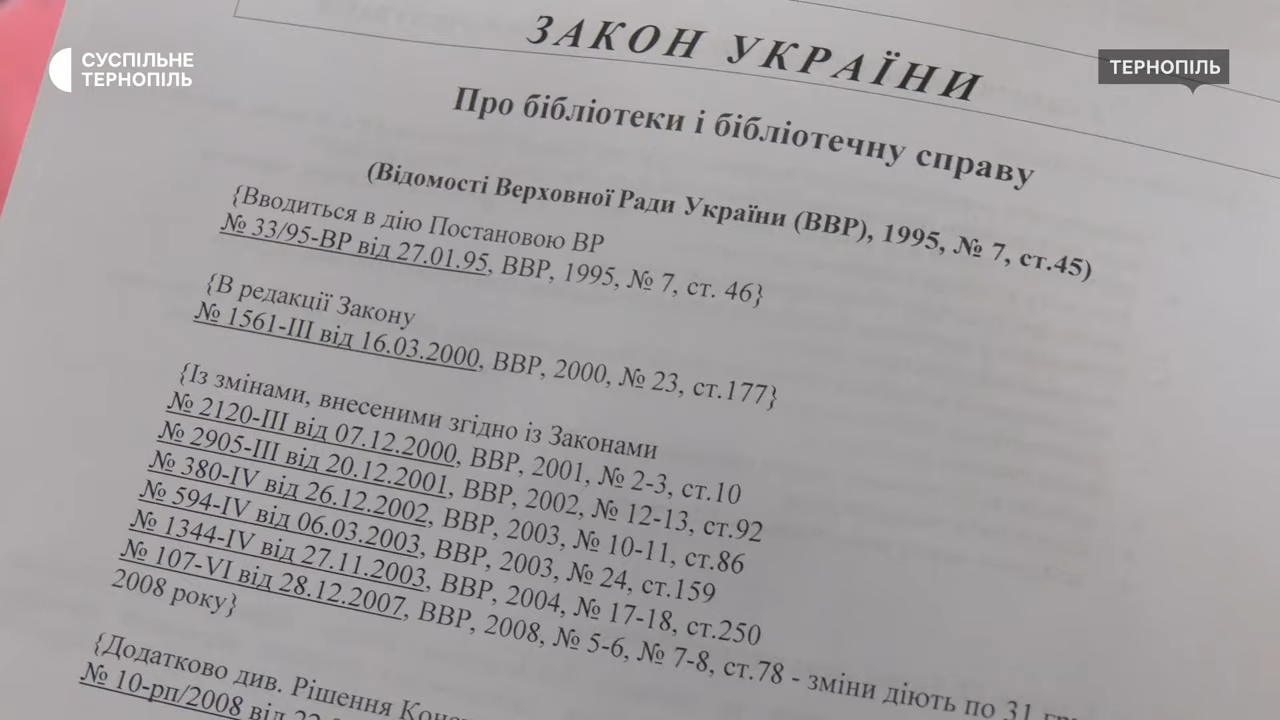 СУСПІЛЬНЕ
ТЕРНОПІЛЬ
ТЕРНОПІЛЬ
ЗАКОН УКРАЇНИ
Про бібліотеки і бібліотечну справу
(Відомості Верховної Ради України (ВВР), 1995, № 7, ст.45)
{Вводиться в дію Постановою ВР
№ 33/95-ВР від 27.01.95, ВВР, 1995, № 7, ст. 46}
{В редакції Закону
№ 1561-III від 16.03.2000, ВВР, 2000, № 23, ст.177}
{Із змінами, внесеними згідно із Законами
№ 2120-III від 07.12.2000, ВВР, 2001, № 2-3, ст.10
№ 2905-III від 20.12.2001, ВВР, 2002, № 12-13, ст.92
№ 380-IV від 26.12.2002, ВВР, 2003, № 10-11, ст.86
№ 594-IV від 06.03.2003, ВВР, 2003, № 24, ст.159
№ 1344-IV від 27.11.2003, ВВР, 2004, № 17-18, ст.250
№ 107-VI від 28.12.2007, ВВР, 2008, № 5-6, № 7-8, ст.78 - зміни діють по 31
2008 року}
{Додатково див. Рішення
№ 10-рп/2008 від